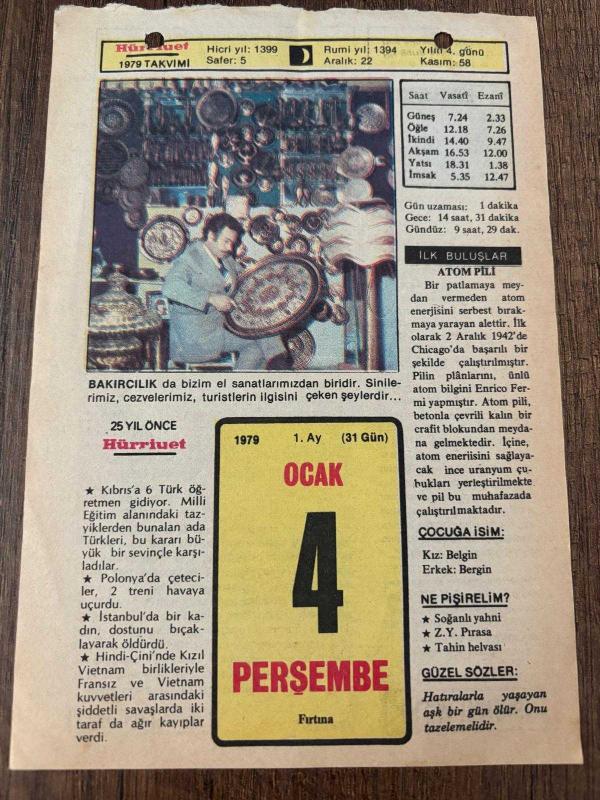 Hürriyet
1979 TAKVİMİ
Hicri yıl: 1399
Safer: 5
Rumi yıl: 1394
Aralık: 22
Yılın 4. günü
Kasım: 58
Saat Vasatî Ezanî
Güneş 7.24 2.33
Öğle 12.18 7.26
İkindi 14.40 9.47
Akşam 16.53 12.00
Yatsı 18.31 1.38
İmsak 5.35 12.47
Gün uzaması: 1 dakika
Gece: 14 saat, 31 dakika
Gündüz: 9 saat, 29 dak.
İLK BULUŞLAR
ATOM PİLİ
Bir patlamaya mey-
dan vermeden atom
enerjisini serbest bırak-
maya yarayan alettir. İlk
olarak 2 Aralık 1942'de
Chicago'da başarılı bir
şekilde çalıştırılmıştır.
Pilin plânlarını, ünlü
atom bilgini Enrico Fer-
mi yapmıştır. Atom pili,
betonla çevrili kalın bir
crafit blokundan meyda-
na gelmektedir. İçine,
atom enerjisini sağlaya-
cak ince uranyum çu-
bukları yerleştirilmekte
ve pil bu muhafazada
çalıştırılmaktadır.
ÇOCUĞA İSİM:
Kız: Belgin
Erkek: Bergin
NE PİŞİRELİM?
★ Soğanlı yahni
★ Z.Y. Pırasa
★ Tahin helvası
GÜZEL SÖZLER:
Hatıralarla yaşayan
aşk bir gün ölür. Onu
tazelemelidir.
BAKIRCILIK da bizim el sanatlarımızdan biridir. Sinile-
rimiz, cezvelerimiz, turistlerin ilgisini çeken şeylerdir...
25 YIL ÖNCE
Hürriyet
★ Kıbrıs'a 6 Türk öğ-
retmen gidiyor. Milli
Eğitim alanındaki taz-
yiklerden bunalan ada
Türkleri, bu kararı bü-
yük bir sevinçle karşı-
ladılar.
★ Polonya'da çeteci-
ler, 2 treni havaya
uçurdu.
★ İstanbul'da bir ka-
dın, dostunu bıçak-
layarak öldürdü.
★ Hindi-Çini'nde Kızıl
Vietnam birlikleriyle
Fransız ve Vietnam
kuvvetleri arasındaki
şiddetli savaşlarda iki
taraf da ağır kayıplar
verdi.
1979 1. Ay (31 Gün)
OCAK
4
PERŞEMBE
Fırtına